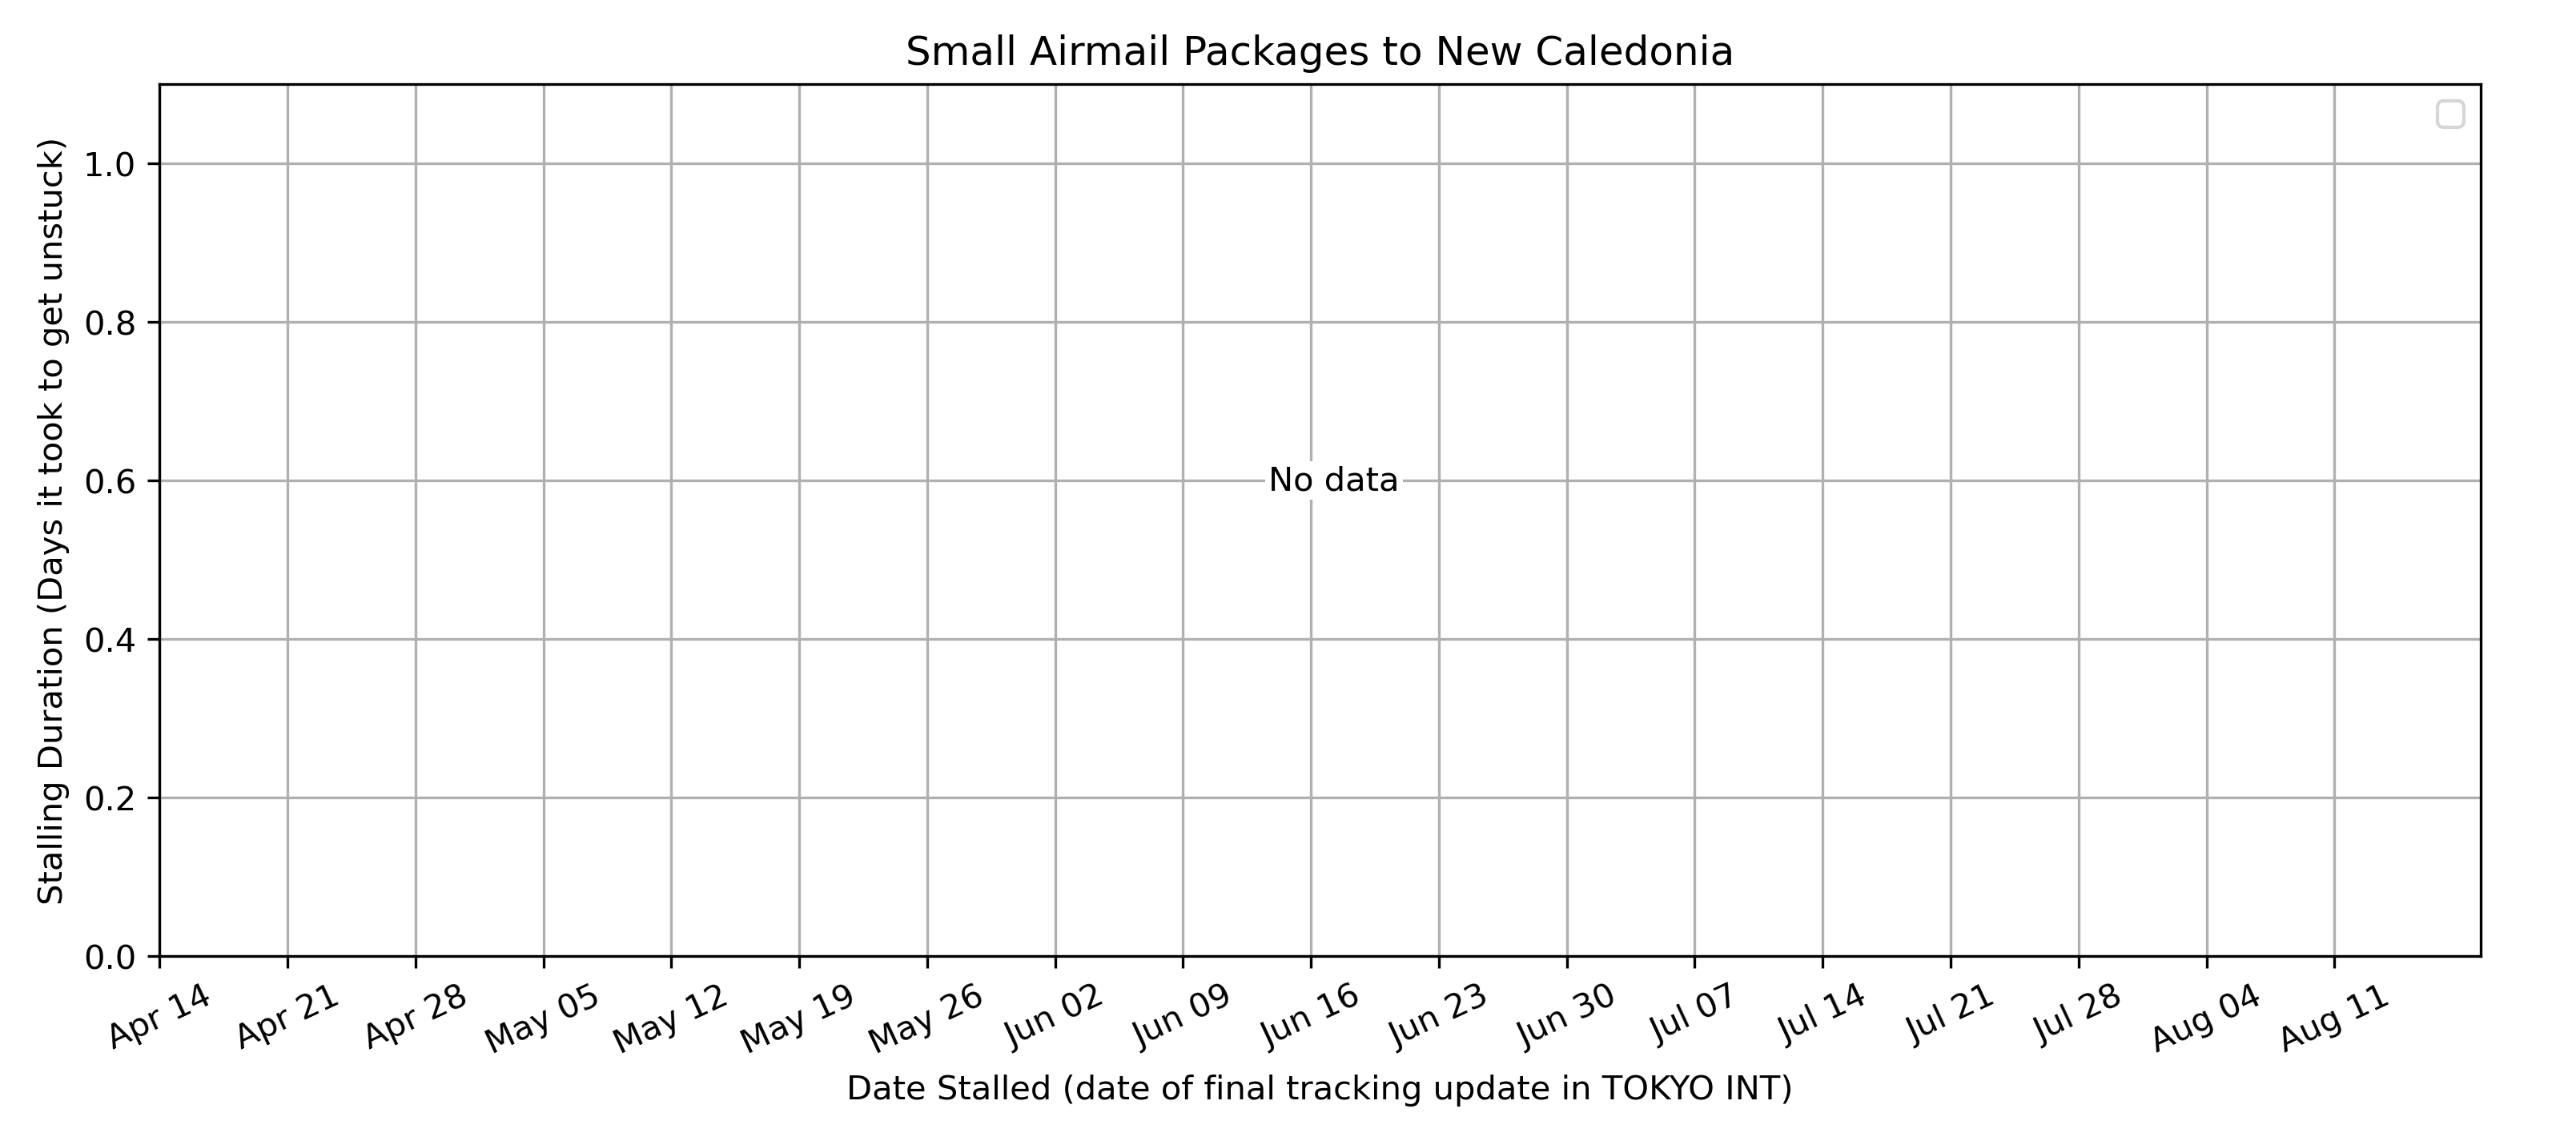 Small Airmail Packages to New Caledonia
Stalling Duration (Days it took to get unstuck)
1.0
0.8
0.6
0.4
0.2
0.0
No data
Apr 14
Apr 21
Apr 28
May 05
May 12
May 19
May 26
Jun 02
Jun 09
Jun 16
Jun 23
Jun 30
Jul 07
Jul 14
Jul 21
Jul 28
Aug 04
Aug 11
Date Stalled (date of final tracking update in TOKYO INT)